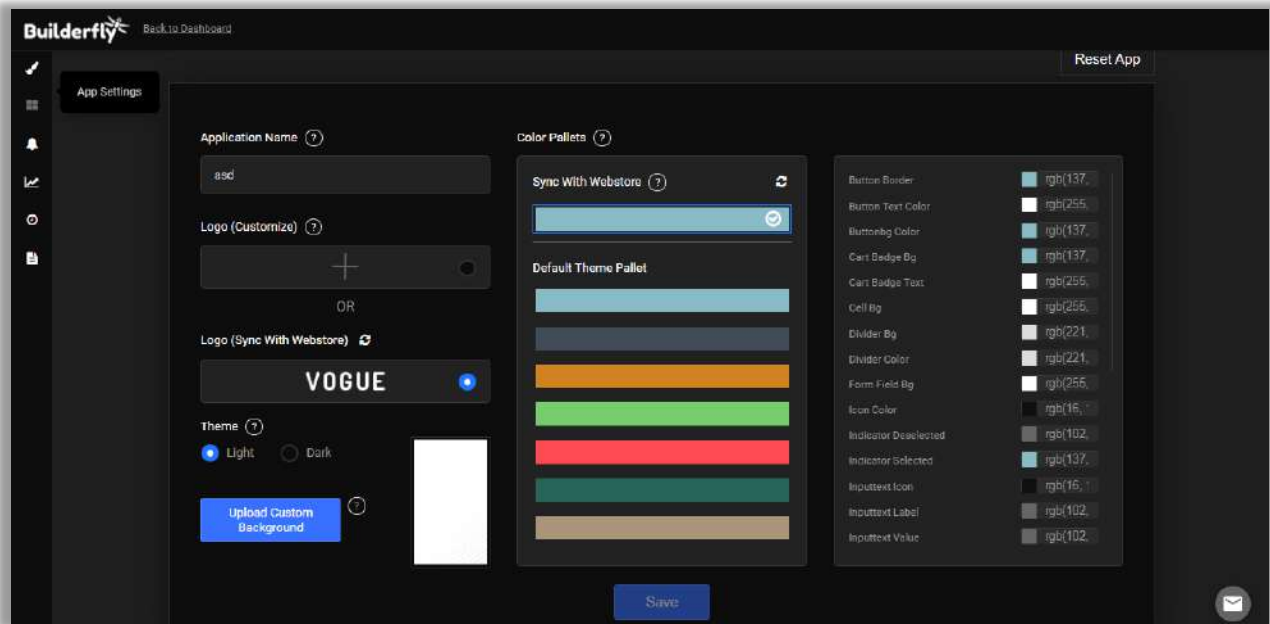 Builderfly
Back to Dashboard
Reset App
App Settings
Application Name ?
asd
Logo (Customize) ?
OR
Logo (Sync With Webstore)
VOGUE
Theme ?
Light
Dark
Upload Custom
Background
?
Color Pallets ?
Sync With Webstore ?
Default Theme Pallet
Button Border rgb(137,
Button Text Color rgb(255,
Buttonbg Color rgb(137,
Cart Badge Bg rgb(137,
Cart Badge Text rgb(255,
Cell Bg rgb(255,
Divider Bg rgb(221,
Divider Color rgb(221,
Form Field Bg rgb(255,
Icon Color rgb(16,
Indicator Deselected rgb(102,
Indicator Selected rgb(137,
Inputtext Icon rgb(16,
Inputtext Label rgb(102,
Inputtext Value rgb(102,
Save